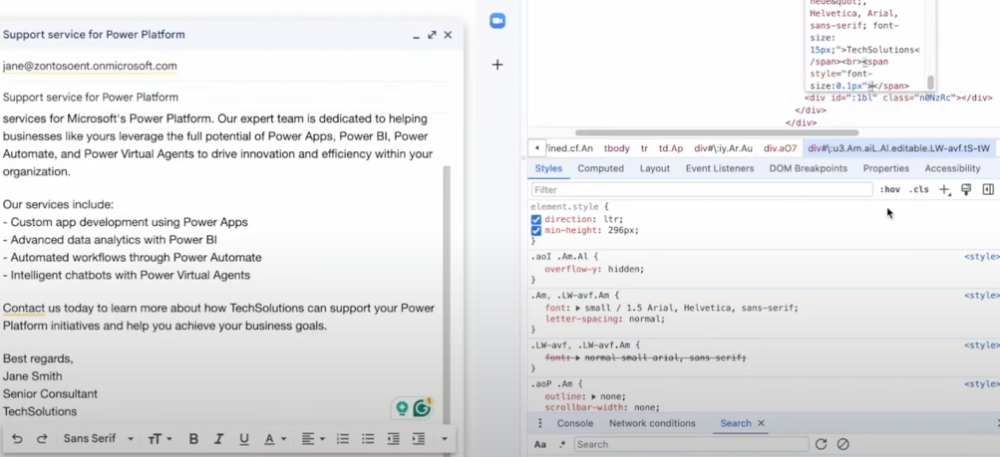 Support service for Power Platform
jane@zontosoent.onmicrosoft.com
Support service for Power Platform
services for Microsoft's Power Platform. Our expert team is dedicated to helping
businesses like yours leverage the full potential of Power Apps, Power BI, Power
Automate, and Power Virtual Agents to drive innovation and efficiency within your
organization.
Our services include:
- Custom app development using Power Apps
- Advanced data analytics with Power BI
- Automated workflows through Power Automate
- Intelligent chatbots with Power Virtual Agents
Contact us today to learn more about how TechSolutions can support your Power
Platform initiatives and help you achieve your business goals.
Best regards,
Jane Smith
Senior Consultant
TechSolutions
1
Sans Serif
B I U A
neue&quot;,
Helvetica, Arial,
sans-serif; font-
size:
15px;">TechSolutions<
/span><br><span
style="font-
size:0.1px"></span>
<div id=":1bl" class="n0NzRc"></div>
</div>
</div>
fined.cf.An tbody tr td.Ap div#\:iy.Ar.Au div.aO7 div#\:u3.Am.aiL.Al.editable.LW-avf.tS-tW
Styles Computed Layout Event Listeners DOM Breakpoints Properties Accessibility
Filter :hov .cls
element.style {
direction: ltr;
min-height: 296px;
}
.aoI .Am.Al { <style>
overflow-y: hidden;
}
.Am, .LW-avf.Am { <style>
font: small / 1.5 Arial, Helvetica, sans-serif;
letter-spacing: normal;
}
.LW-avf, .LW-avf.Am { <style>
font: normal small arial, sans serif;
}
.aoP .Am { <style>
outline: none;
scrollbar-width: none;
Console Network conditions Search
Aa .* Search